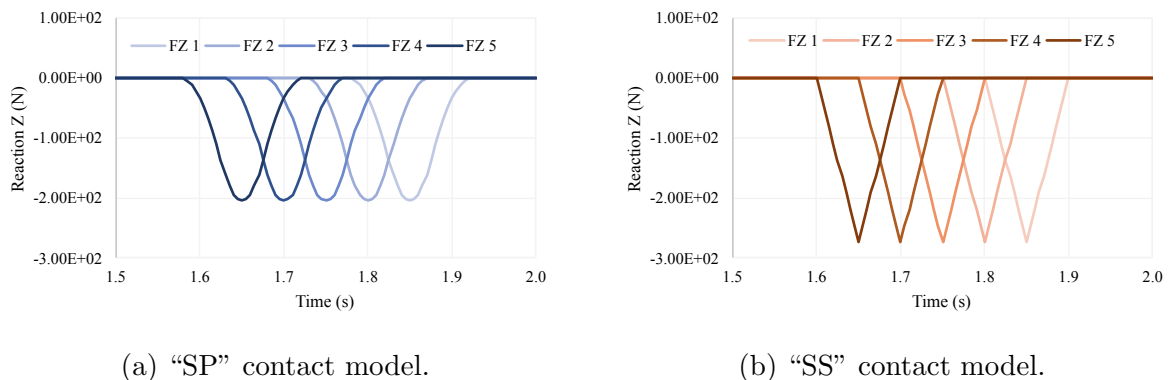 1.00E+02
FZ 1 FZ 2 FZ 3 FZ 4 FZ 5
0.00E+00
-1.00E+02
-2.00E+02
-3.00E+02
Reaction Z (N)
1.5 1.6 1.7 1.8 1.9 2.0
Time (s)
(a) “SP” contact model.
1.00E+02
FZ 1 FZ 2 FZ 3 FZ 4 FZ 5
0.00E+00
-1.00E+02
-2.00E+02
-3.00E+02
Reaction Z (N)
1.5 1.6 1.7 1.8 1.9 2.0
Time (s)
(b) “SS” contact model.